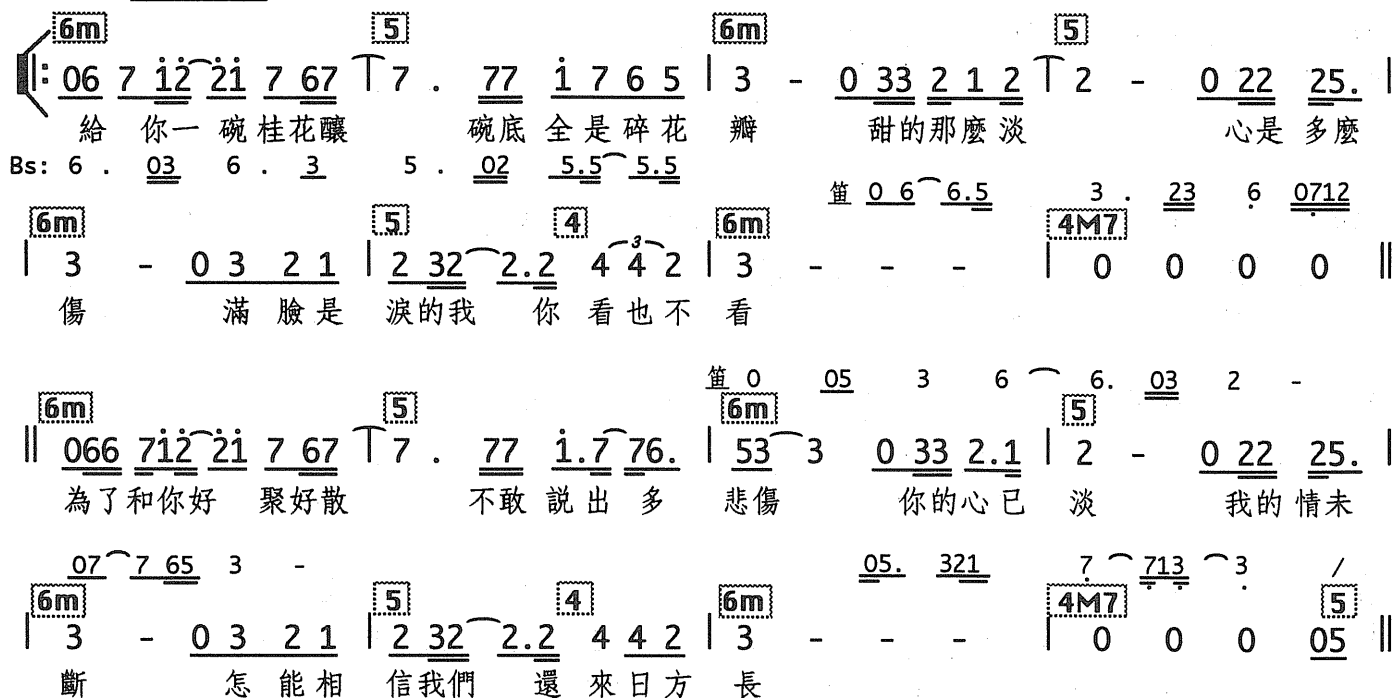 6m 5 6m 5
‖: 06 7 i̇2̇ 2̇i̇ 7 67 | 7 . 77 i̇ 7 6 5 | 3 - 0 33 2 1 2 | 2 - 0 22 25. |
給 你一 碗桂花釀 碗底 全是碎花 瓣 甜的那麼淡 心是 多麼
Bs: 6 . 03 6 . 3 5 . 02 5.5 5.5
笛 0 6 6.5 3 . 23 6̣ 0712
6m 5 4 6m 4M7
| 3 - 0 3 2 1 | 2 32 2.2 4 4 2 | 3 - - - | 0 0 0 0 ‖
3
傷 滿 臉是 淚的我 你 看也不 看
笛 0 05 3 6 6. 03 2 -
6m 5 6m 5
‖ 066 7i̇2̇ 2̇i̇ 7 67 | 7 . 77 i̇.7 76. | 53 3 0 33 2.1 | 2 - 0 22 25. |
為了和你好 聚好散 不敢 説出 多 悲傷 你的心已 淡 我的 情未
07 7 65 3 - 05. 321 7̣ 7̣1̣3 3̣ /
6m 5 4 6m 4M7 5
| 3 - 0 3 2 1 | 2 32 2.2 4 4 2 | 3 - - - | 0 0 0 05 ‖
斷 怎 能相 信我們 還 來日方 長